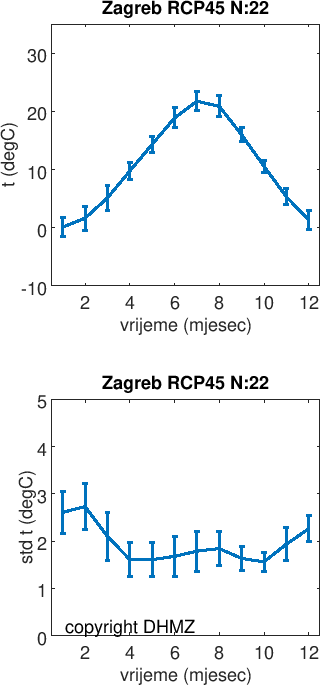 Zagreb RCP45 N:22
30
20
10
0
-10
t (degC)
2 4 6 8 10 12
vrijeme (mjesec)
Zagreb RCP45 N:22
5
4
3
2
1
0
std t (degC)
copyright DHMZ
2 4 6 8 10 12
vrijeme (mjesec)